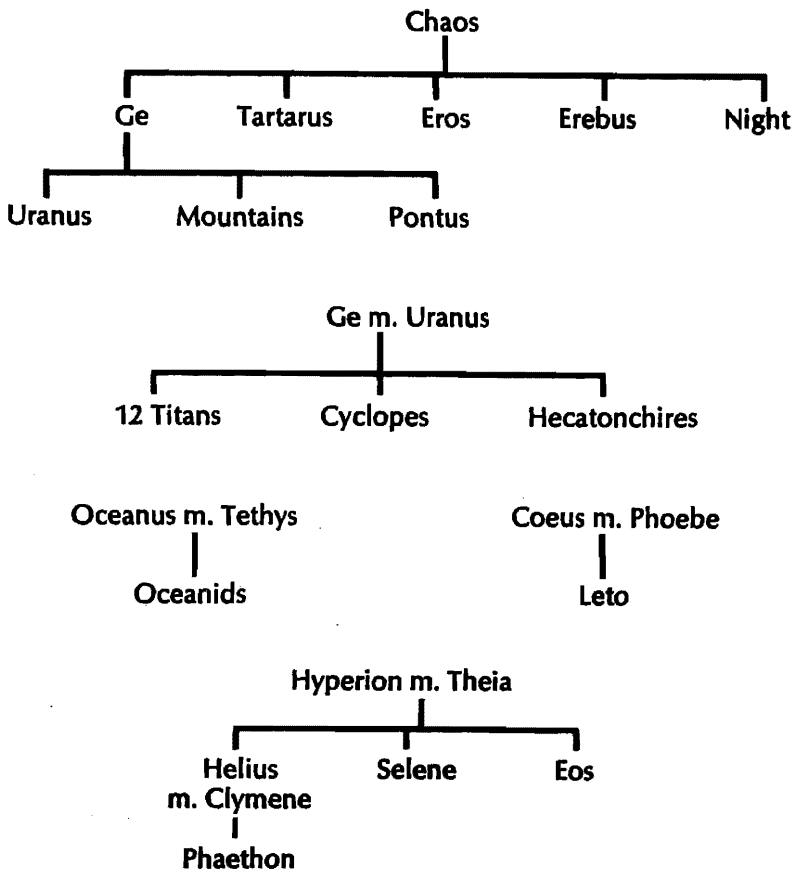 Chaos
Ge Tartarus Eros Erebus Night
Uranus Mountains Pontus
Ge m. Uranus
12 Titans Cyclopes Hecatonchires
Oceanus m. Tethys Coeus m. Phoebe
Oceanids Leto
Hyperion m. Theia
Helius Selene Eos
m. Clymene
Phaethon